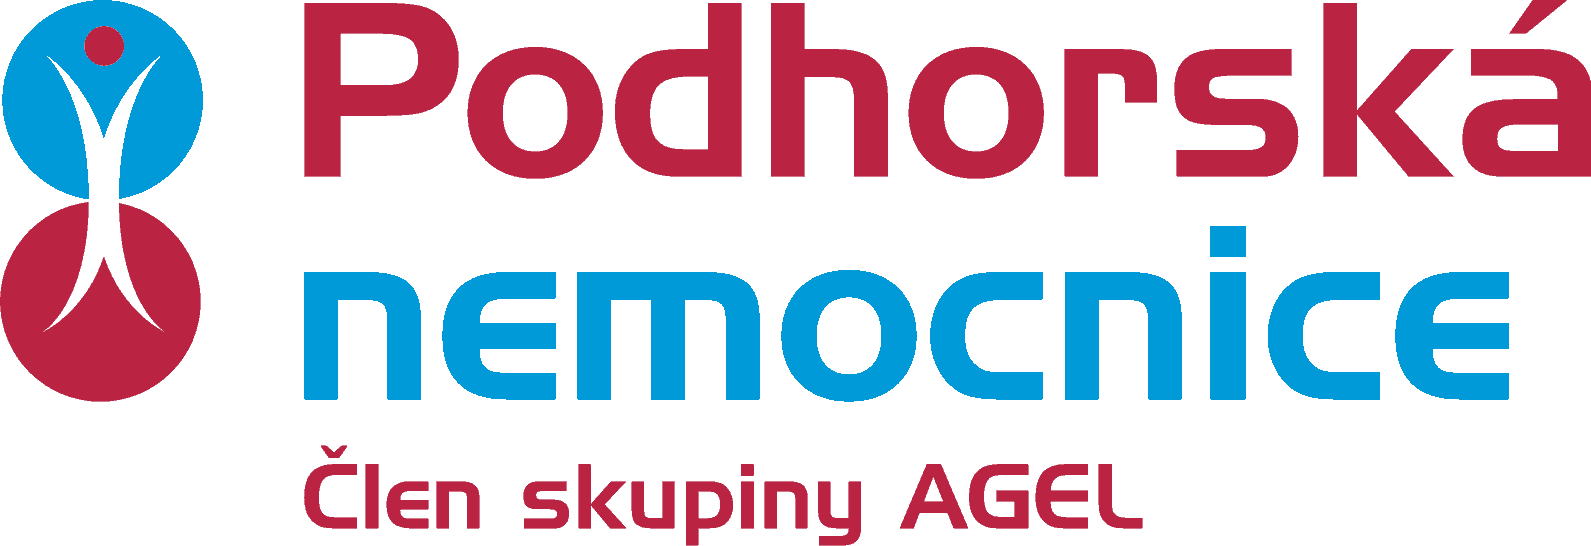 Podhorská
nemocnice
Člen skupiny AGEL